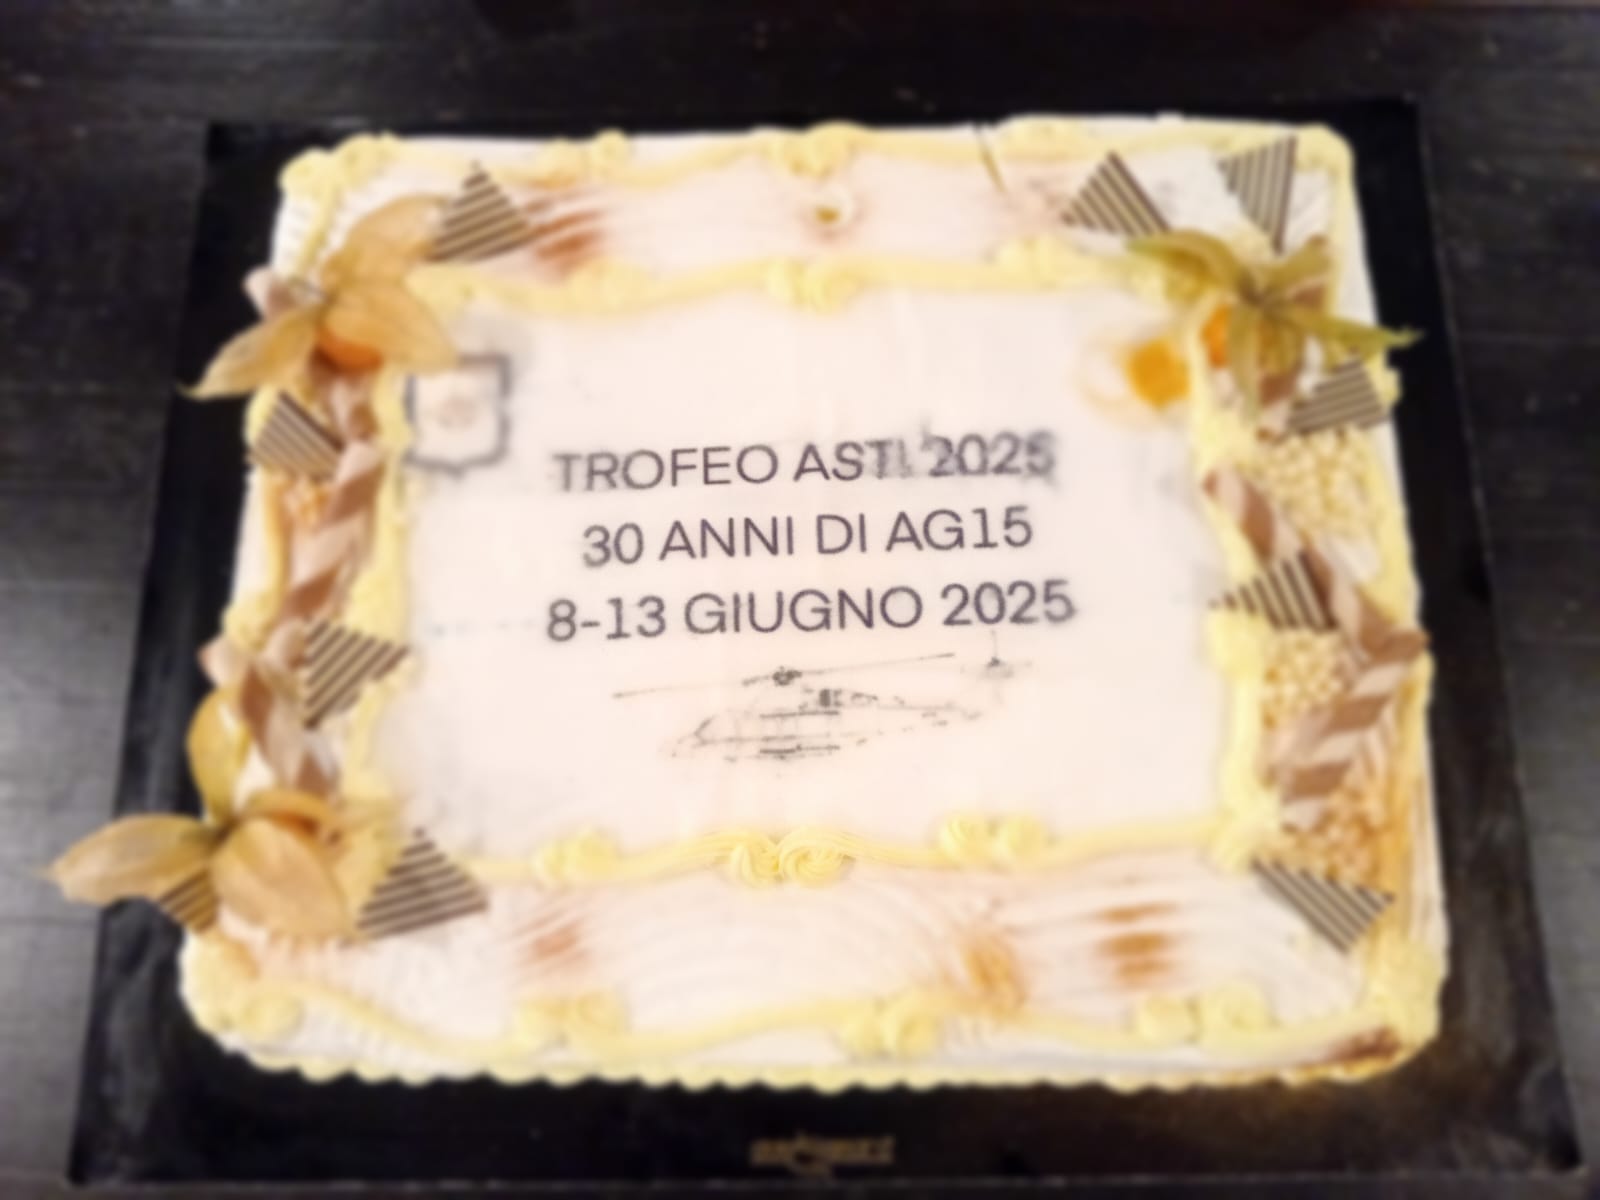 TROFEO ASTI 2025
30 ANNI DI AG15
8-13 GIUGNO 2025